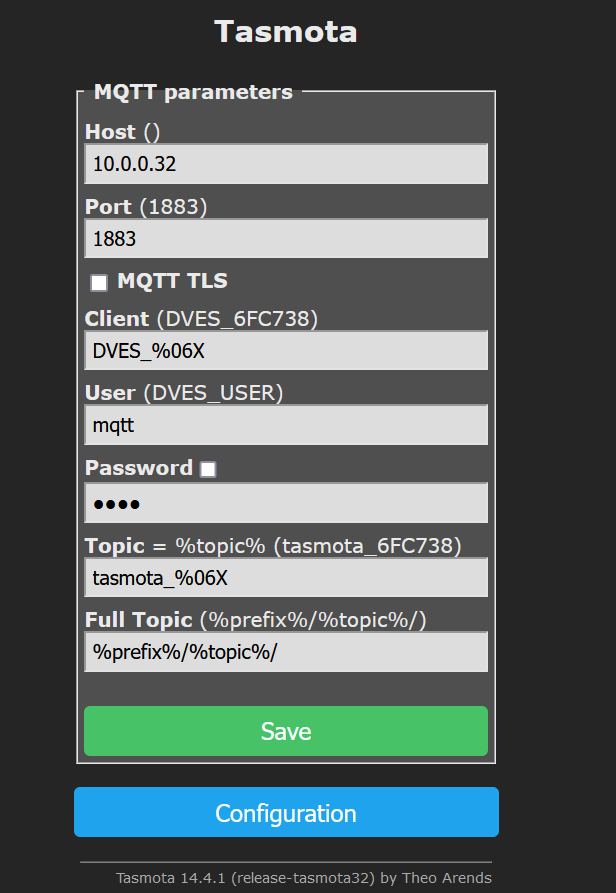 Tasmota
MQTT parameters
Host ()
10.0.0.32
Port (1883)
1883
MQTT TLS
Client (DVES_6FC738)
DVES_%06X
User (DVES_USER)
mqtt
Password
••••
Topic = %topic% (tasmota_6FC738)
tasmota_%06X
Full Topic (%prefix%/%topic%/)
%prefix%/%topic%/
Save
Configuration
Tasmota 14.4.1 (release-tasmota32) by Theo Arends